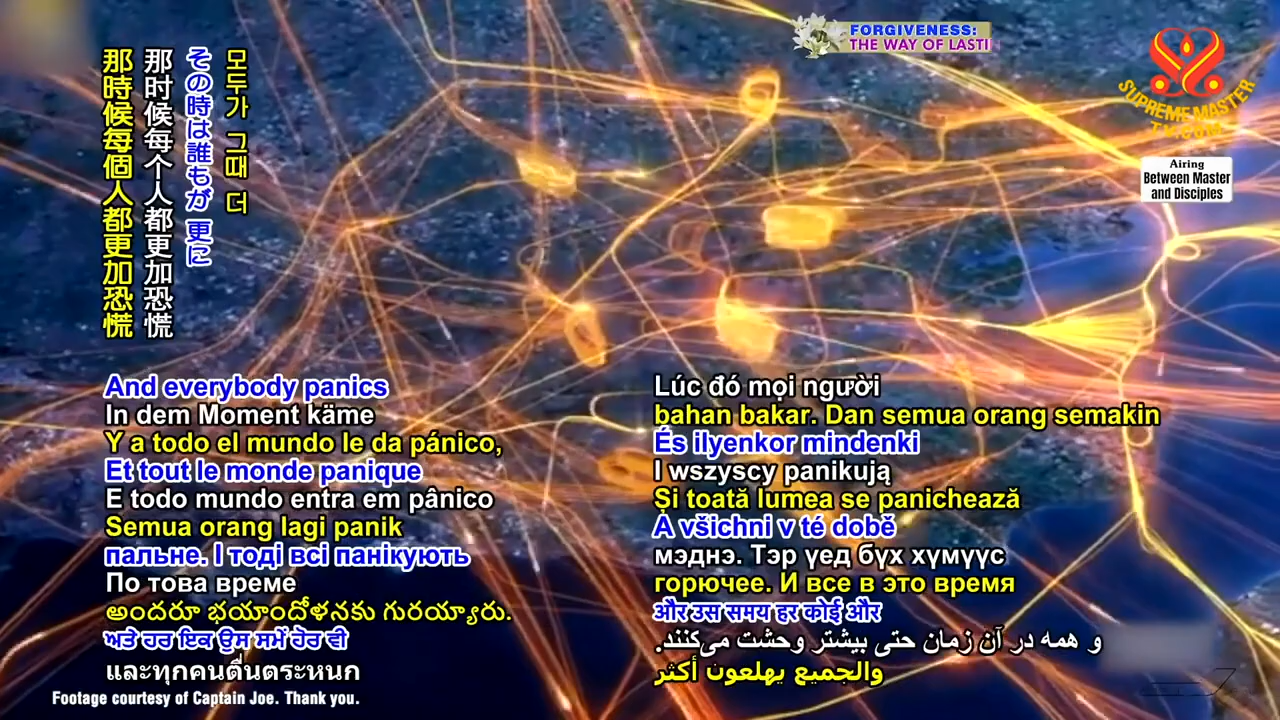 FORGIVENESS:
THE WAY OF LASTI
SUPREME MASTER
TV.COM
Airing
Between Master
and Disciples
모두가 그때 더
その時は誰もが 更に
那时候每个人都更加恐慌
那時候每個人都更加恐慌
And everybody panics
In dem Moment käme
Y a todo el mundo le da pánico,
Et tout le monde panique
E todo mundo entra em pânico
Semua orang lagi panik
пальне. І тоді всі панікують
По това време
అందరూ భయాందోళనకు గురయ్యారు.
ਅਤੇ ਹਰ ਇਕ ਉਸ ਸਮੇਂ ਹੋਰ ਵੀ
และทุกคนตื่นตระหนก
Lúc đó mọi người
bahan bakar. Dan semua orang semakin
És ilyenkor mindenki
I wszyscy panikują
Și toată lumea se panichează
A všichni v té době
мэднэ. Тэр үед бүх хүмүүс
горючее. И все в это время
और उस समय हर कोई और
و همه در آن زمان حتی بیشتر وحشت می‌کنند.
والجميع يهلعون أكثر
Footage courtesy of Captain Joe. Thank you.